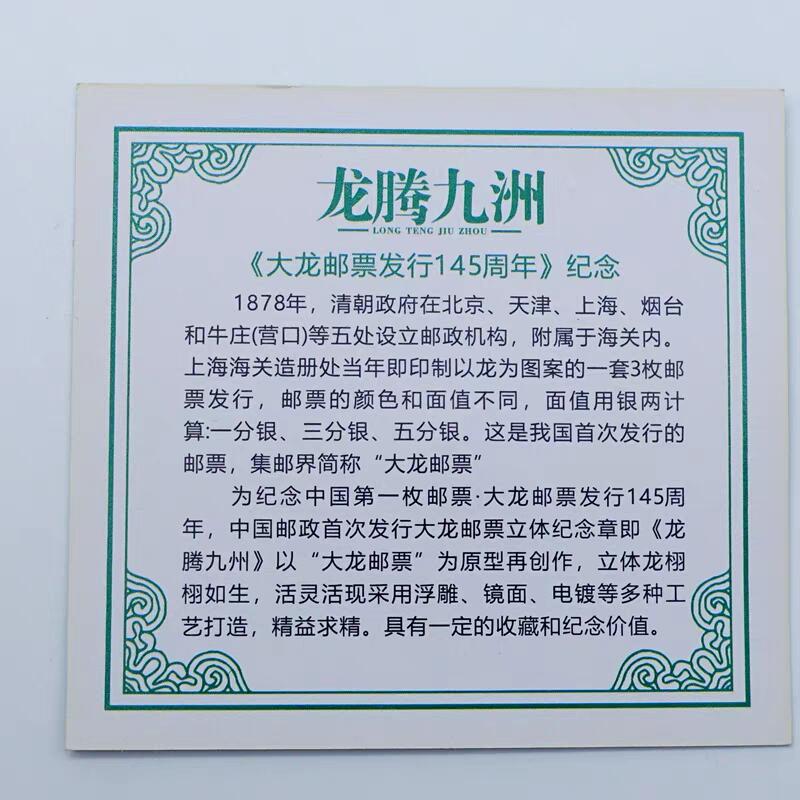 龙腾九洲
LONG TENG JIU ZHOU
《大龙邮票发行145周年》纪念
1878年，清朝政府在北京、天津、上海、烟台
和牛庄(营口)等五处设立邮政机构，附属于海关内。
上海海关造册处当年即印制以龙为图案的一套3枚邮
票发行，邮票的颜色和面值不同，面值用银两计
算:一分银、三分银、五分银。这是我国首次发行的
邮票，集邮界简称“大龙邮票”
为纪念中国第一枚邮票·大龙邮票发行145周
年，中国邮政首次发行大龙邮票立体纪念章即《龙
腾九州》以“大龙邮票”为原型再创作，立体龙栩
栩如生，活灵活现采用浮雕、镜面、电镀等多种工
艺打造，精益求精。具有一定的收藏和纪念价值。